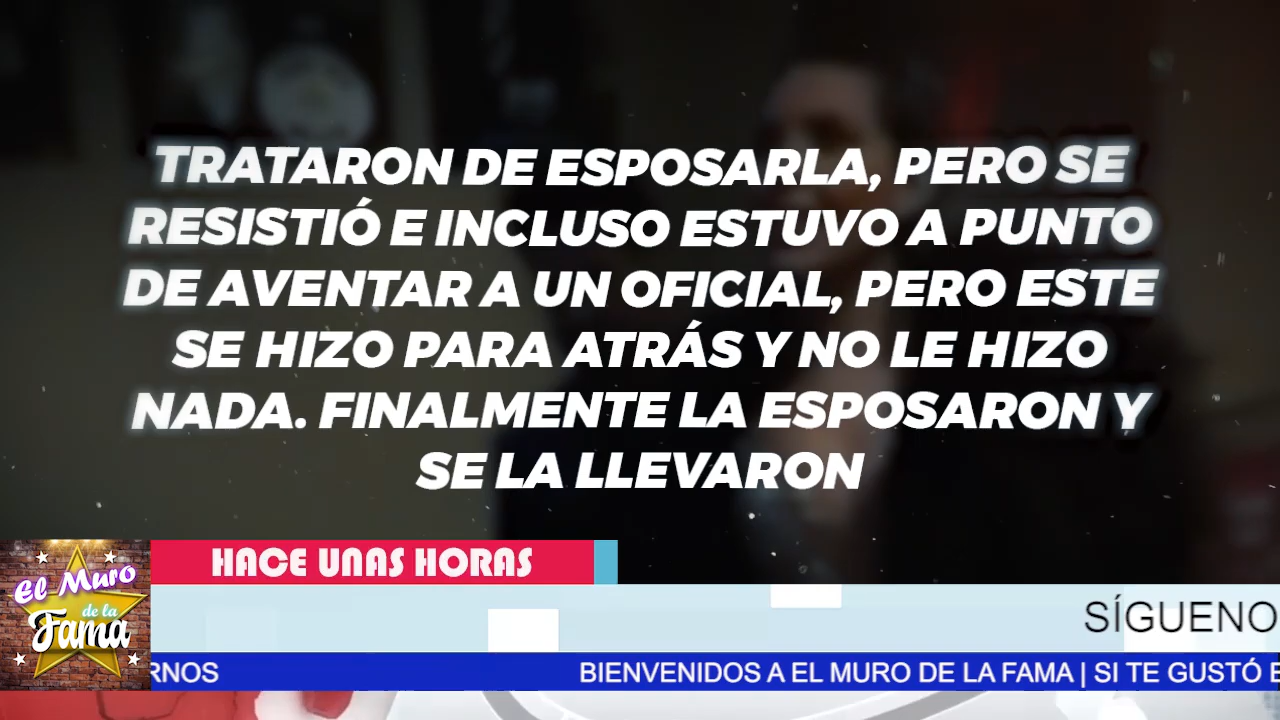 TRATARON DE ESPOSARLA, PERO SE
RESISTIÓ E INCLUSO ESTUVO A PUNTO
DE AVENTAR A UN OFICIAL, PERO ESTE
SE HIZO PARA ATRÁS Y NO LE HIZO
NADA. FINALMENTE LA ESPOSARON Y
SE LA LLEVARON
HACE UNAS HORAS
El Muro
de la
Fama
SÍGUENO
RNOS BIENVENIDOS A EL MURO DE LA FAMA | SI TE GUSTÓ E